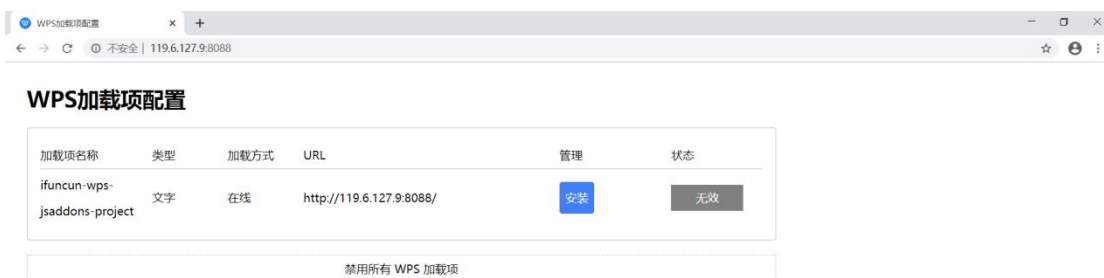 WPS加载项配置
不安全 | 119.6.127.9:8088
WPS加载项配置
加载项名称 类型 加载方式 URL 管理 状态
ifuncun-wps-
jsaddons-project 文字 在线 http://119.6.127.9:8088/ 安装 无效
禁用所有 WPS 加载项